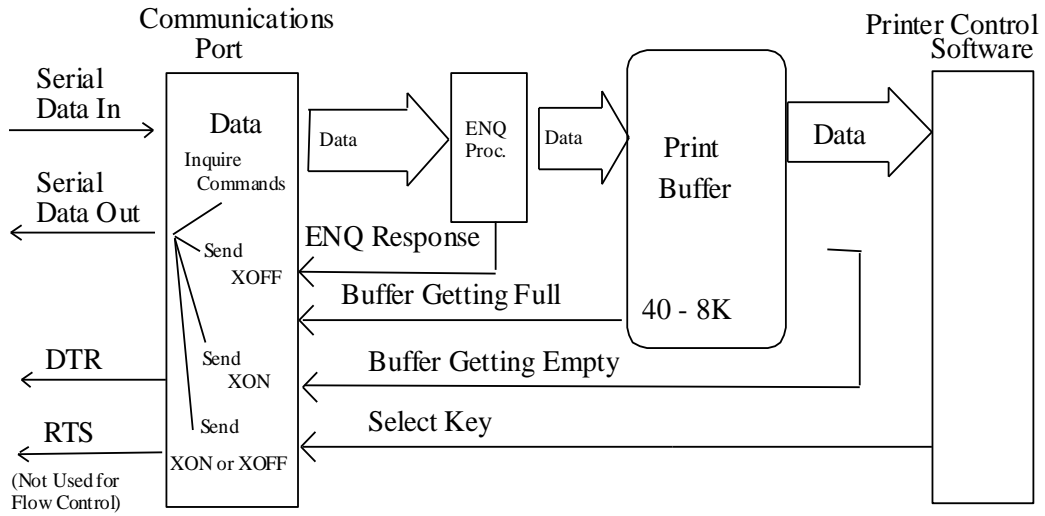 Communications
Port
Printer Control
Software
Serial
Data In
Data
Inquire
Commands
Data
ENQ
Proc.
Data
Print
Buffer
Data
Serial
Data Out
Send
XOFF
ENQ Response
Buffer Getting Full
40 - 8K
DTR
Send
XON
Buffer Getting Empty
RTS
Send
XON or XOFF
Select Key
(Not Used for
Flow Control)